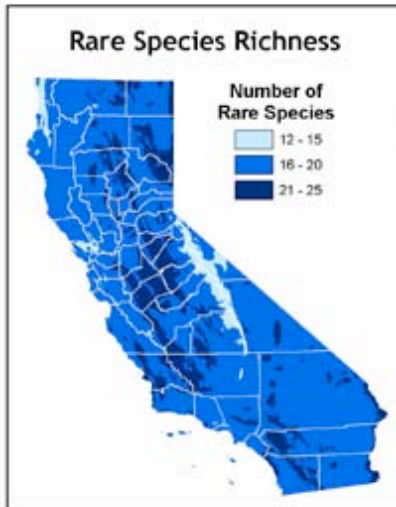 Rare Species Richness
Number of
Rare Species
12 - 15
16 - 20
21 - 25